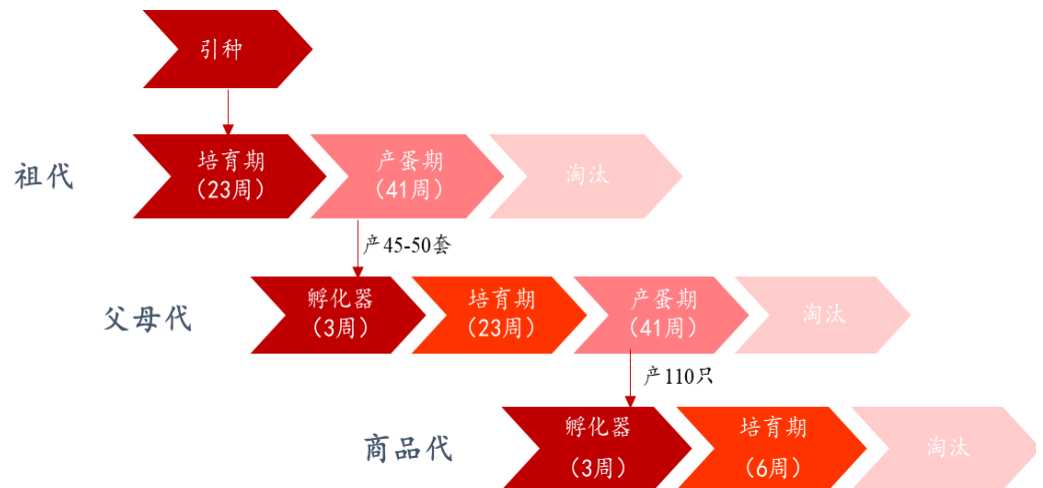 引种
祖代
培育期
（23周）
产蛋期
（41周）
淘汰
产45-50套
父母代
孵化器
（3周）
培育期
（23周）
产蛋期
（41周）
淘汰
产110只
商品代
孵化器
（3周）
培育期
（6周）
淘汰